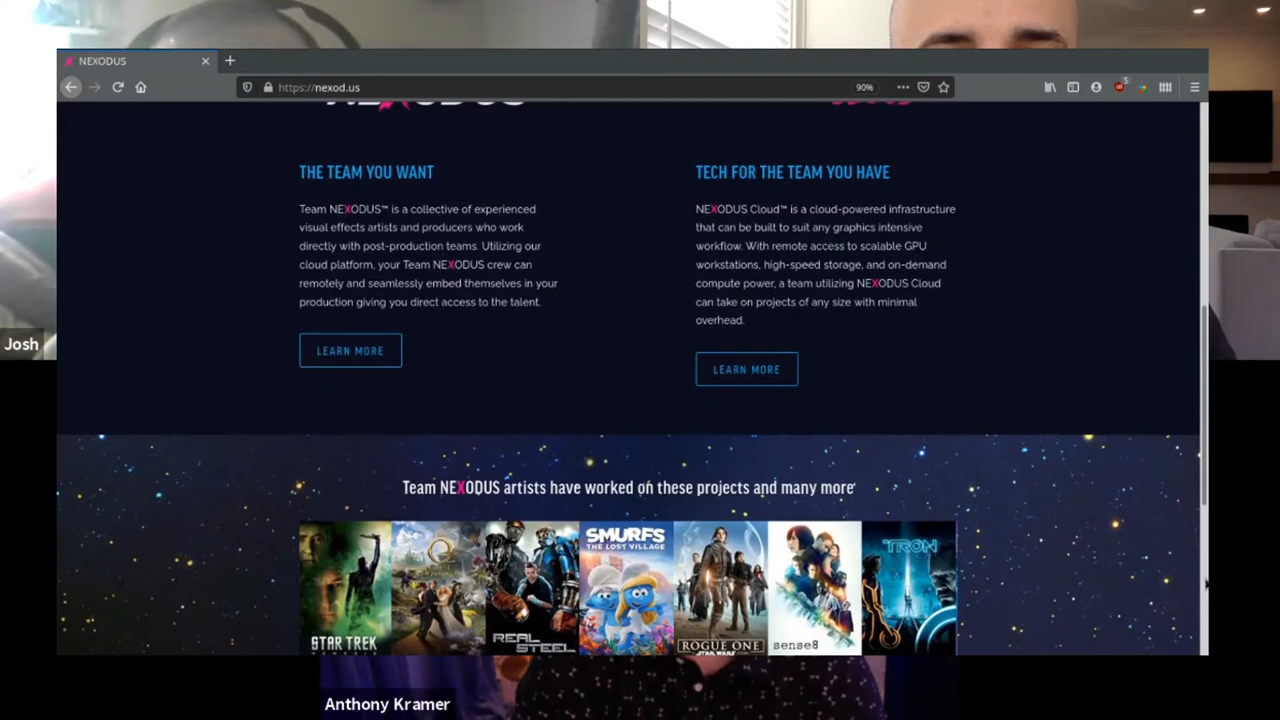 NEXODUS
https://nexod.us
90%
5
NEXODUS
THE TEAM YOU WANT
Team NEXODUS™ is a collective of experienced
visual effects artists and producers who work
directly with post-production teams. Utilizing our
cloud platform, your Team NEXODUS crew can
remotely and seamlessly embed themselves in your
production giving you direct access to the talent.
LEARN MORE
TECH FOR THE TEAM YOU HAVE
NEXODUS Cloud™ is a cloud-powered infrastructure
that can be built to suit any graphics intensive
workflow. With remote access to scalable GPU
workstations, high-speed storage, and on-demand
compute power, a team utilizing NEXODUS Cloud
can take on projects of any size with minimal
overhead.
LEARN MORE
Josh
Team NEXODUS artists have worked on these projects and many more
STAR TREK
SMURFS
THE LOST VILLAGE
REAL
STEEL
ROGUE ONE
STAR WARS
sense8
TRON
Anthony Kramer